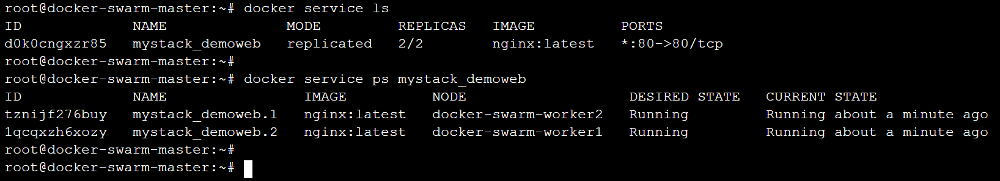 root@docker-swarm-master:~# docker service ls
ID             NAME              MODE         REPLICAS   IMAGE          PORTS
d0k0cngxzr85   mystack_demoweb   replicated   2/2        nginx:latest   *:80->80/tcp
root@docker-swarm-master:~#
root@docker-swarm-master:~# docker service ps mystack_demoweb
ID             NAME                IMAGE          NODE                   DESIRED STATE   CURRENT STATE
tznijf276buy   mystack_demoweb.1   nginx:latest   docker-swarm-worker2   Running         Running about a minute ago
1qcqxzh6xozy   mystack_demoweb.2   nginx:latest   docker-swarm-worker1   Running         Running about a minute ago
root@docker-swarm-master:~#
root@docker-swarm-master:~#